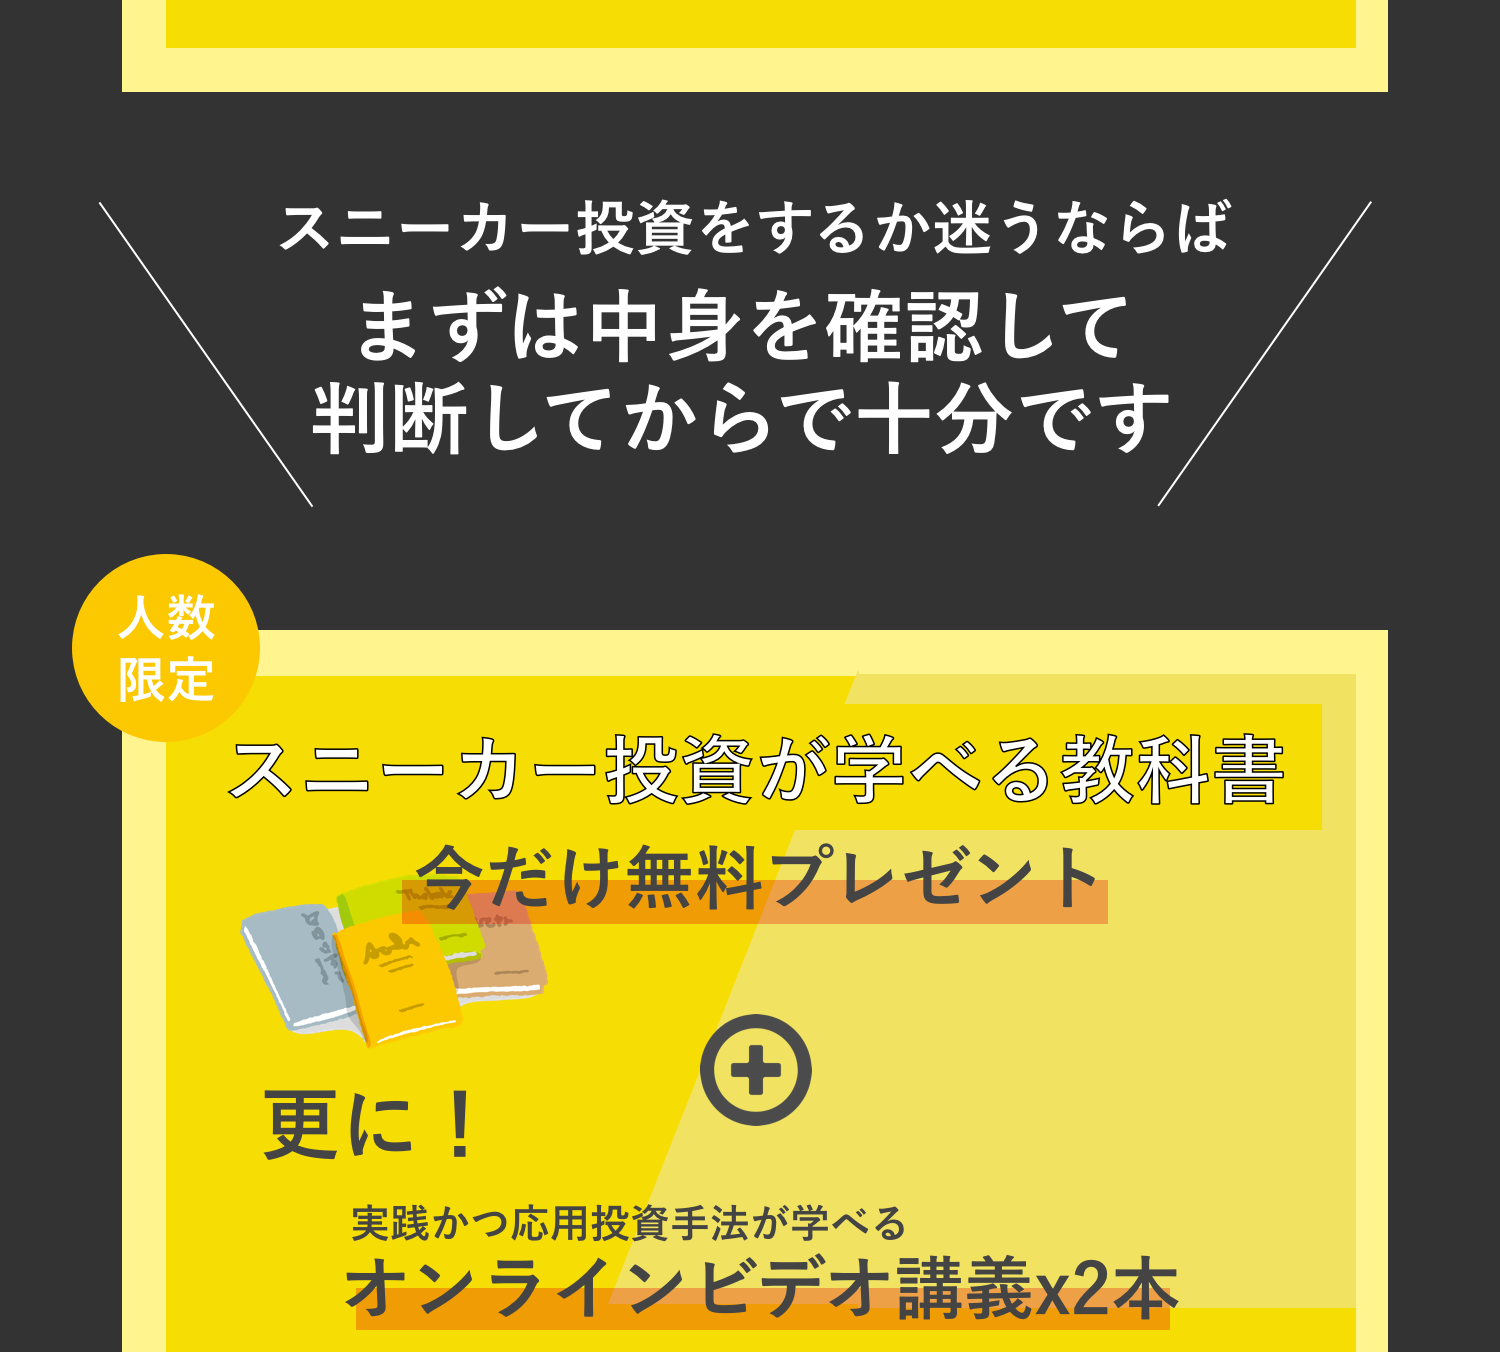 スニーカー投資をするか迷うならば
まずは中身を確認して
判断してからで十分です
人数
限定
スニーカー投資が学べる教科書
今だけ無料プレゼント
更に！
実践かつ応用投資手法が学べる
オンラインビデオ講義x2本